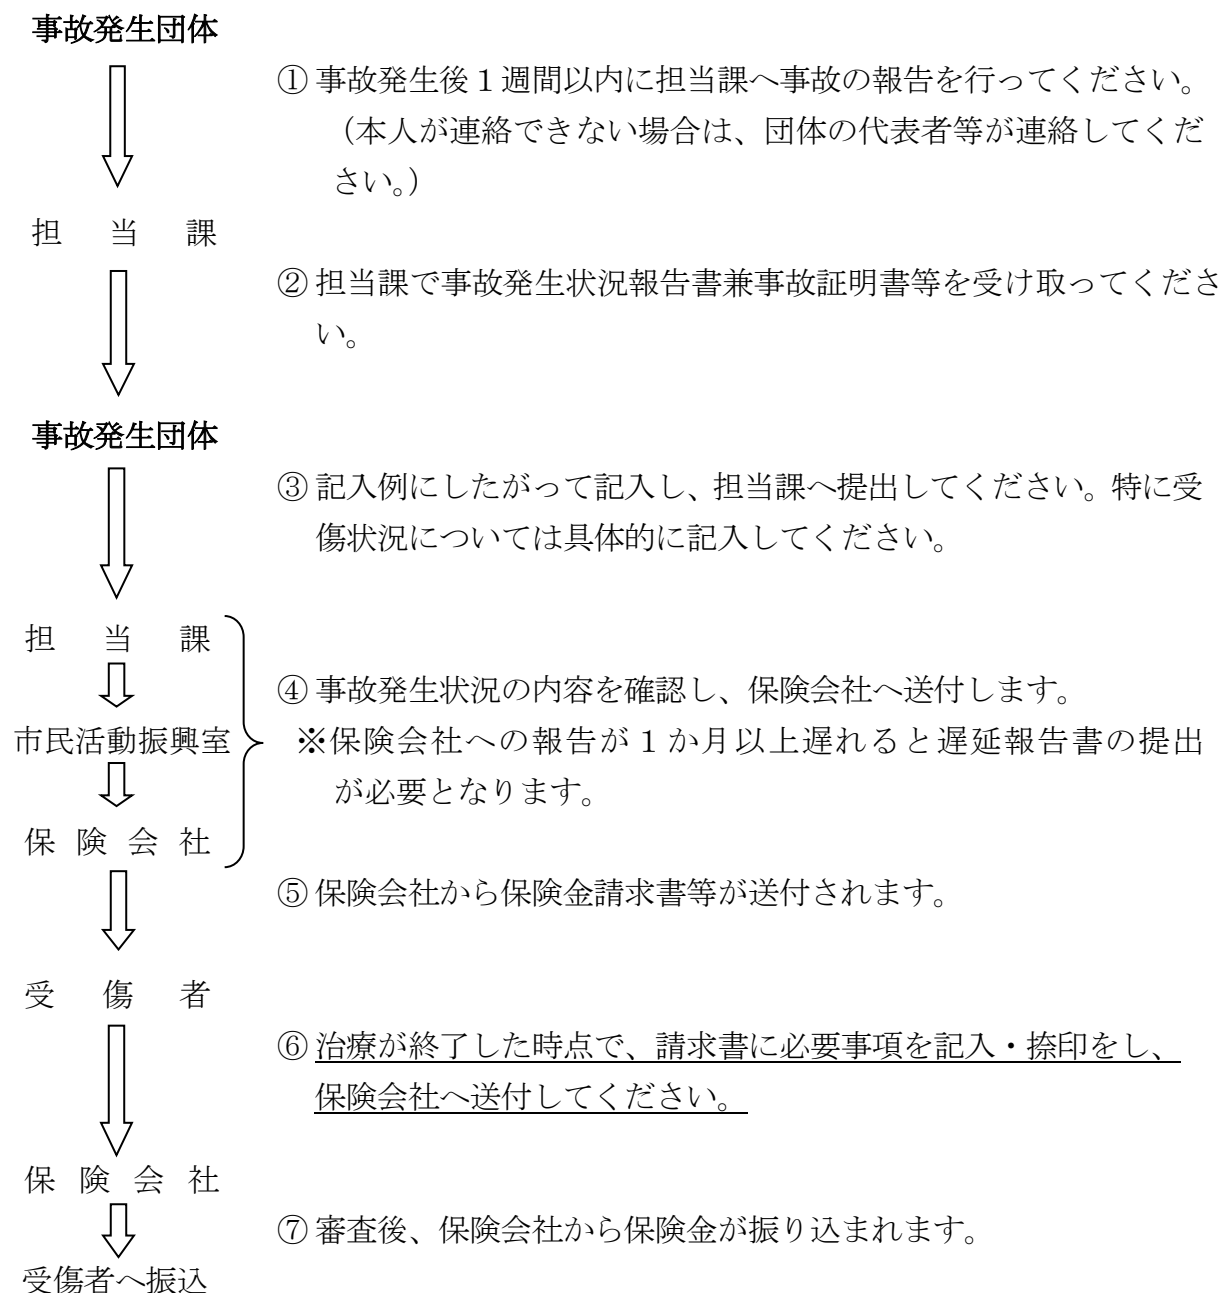 事故発生団体
① 事故発生後1週間以内に担当課へ事故の報告を行ってください。
（本人が連絡できない場合は、団体の代表者等が連絡してくだ
さい。）
担　当　課
② 担当課で事故発生状況報告書兼事故証明書等を受け取ってくださ
い。
事故発生団体
③ 記入例にしたがって記入し、担当課へ提出してください。特に受
傷状況については具体的に記入してください。
担　当　課
④ 事故発生状況の内容を確認し、保険会社へ送付します。
市民活動振興室
※保険会社への報告が1か月以上遅れると遅延報告書の提出
が必要となります。
保 険 会 社
⑤ 保険会社から保険金請求書等が送付されます。
受　傷　者
⑥ 治療が終了した時点で、請求書に必要事項を記入・捺印をし、
保険会社へ送付してください。
保 険 会 社
⑦ 審査後、保険会社から保険金が振り込まれます。
受傷者へ振込